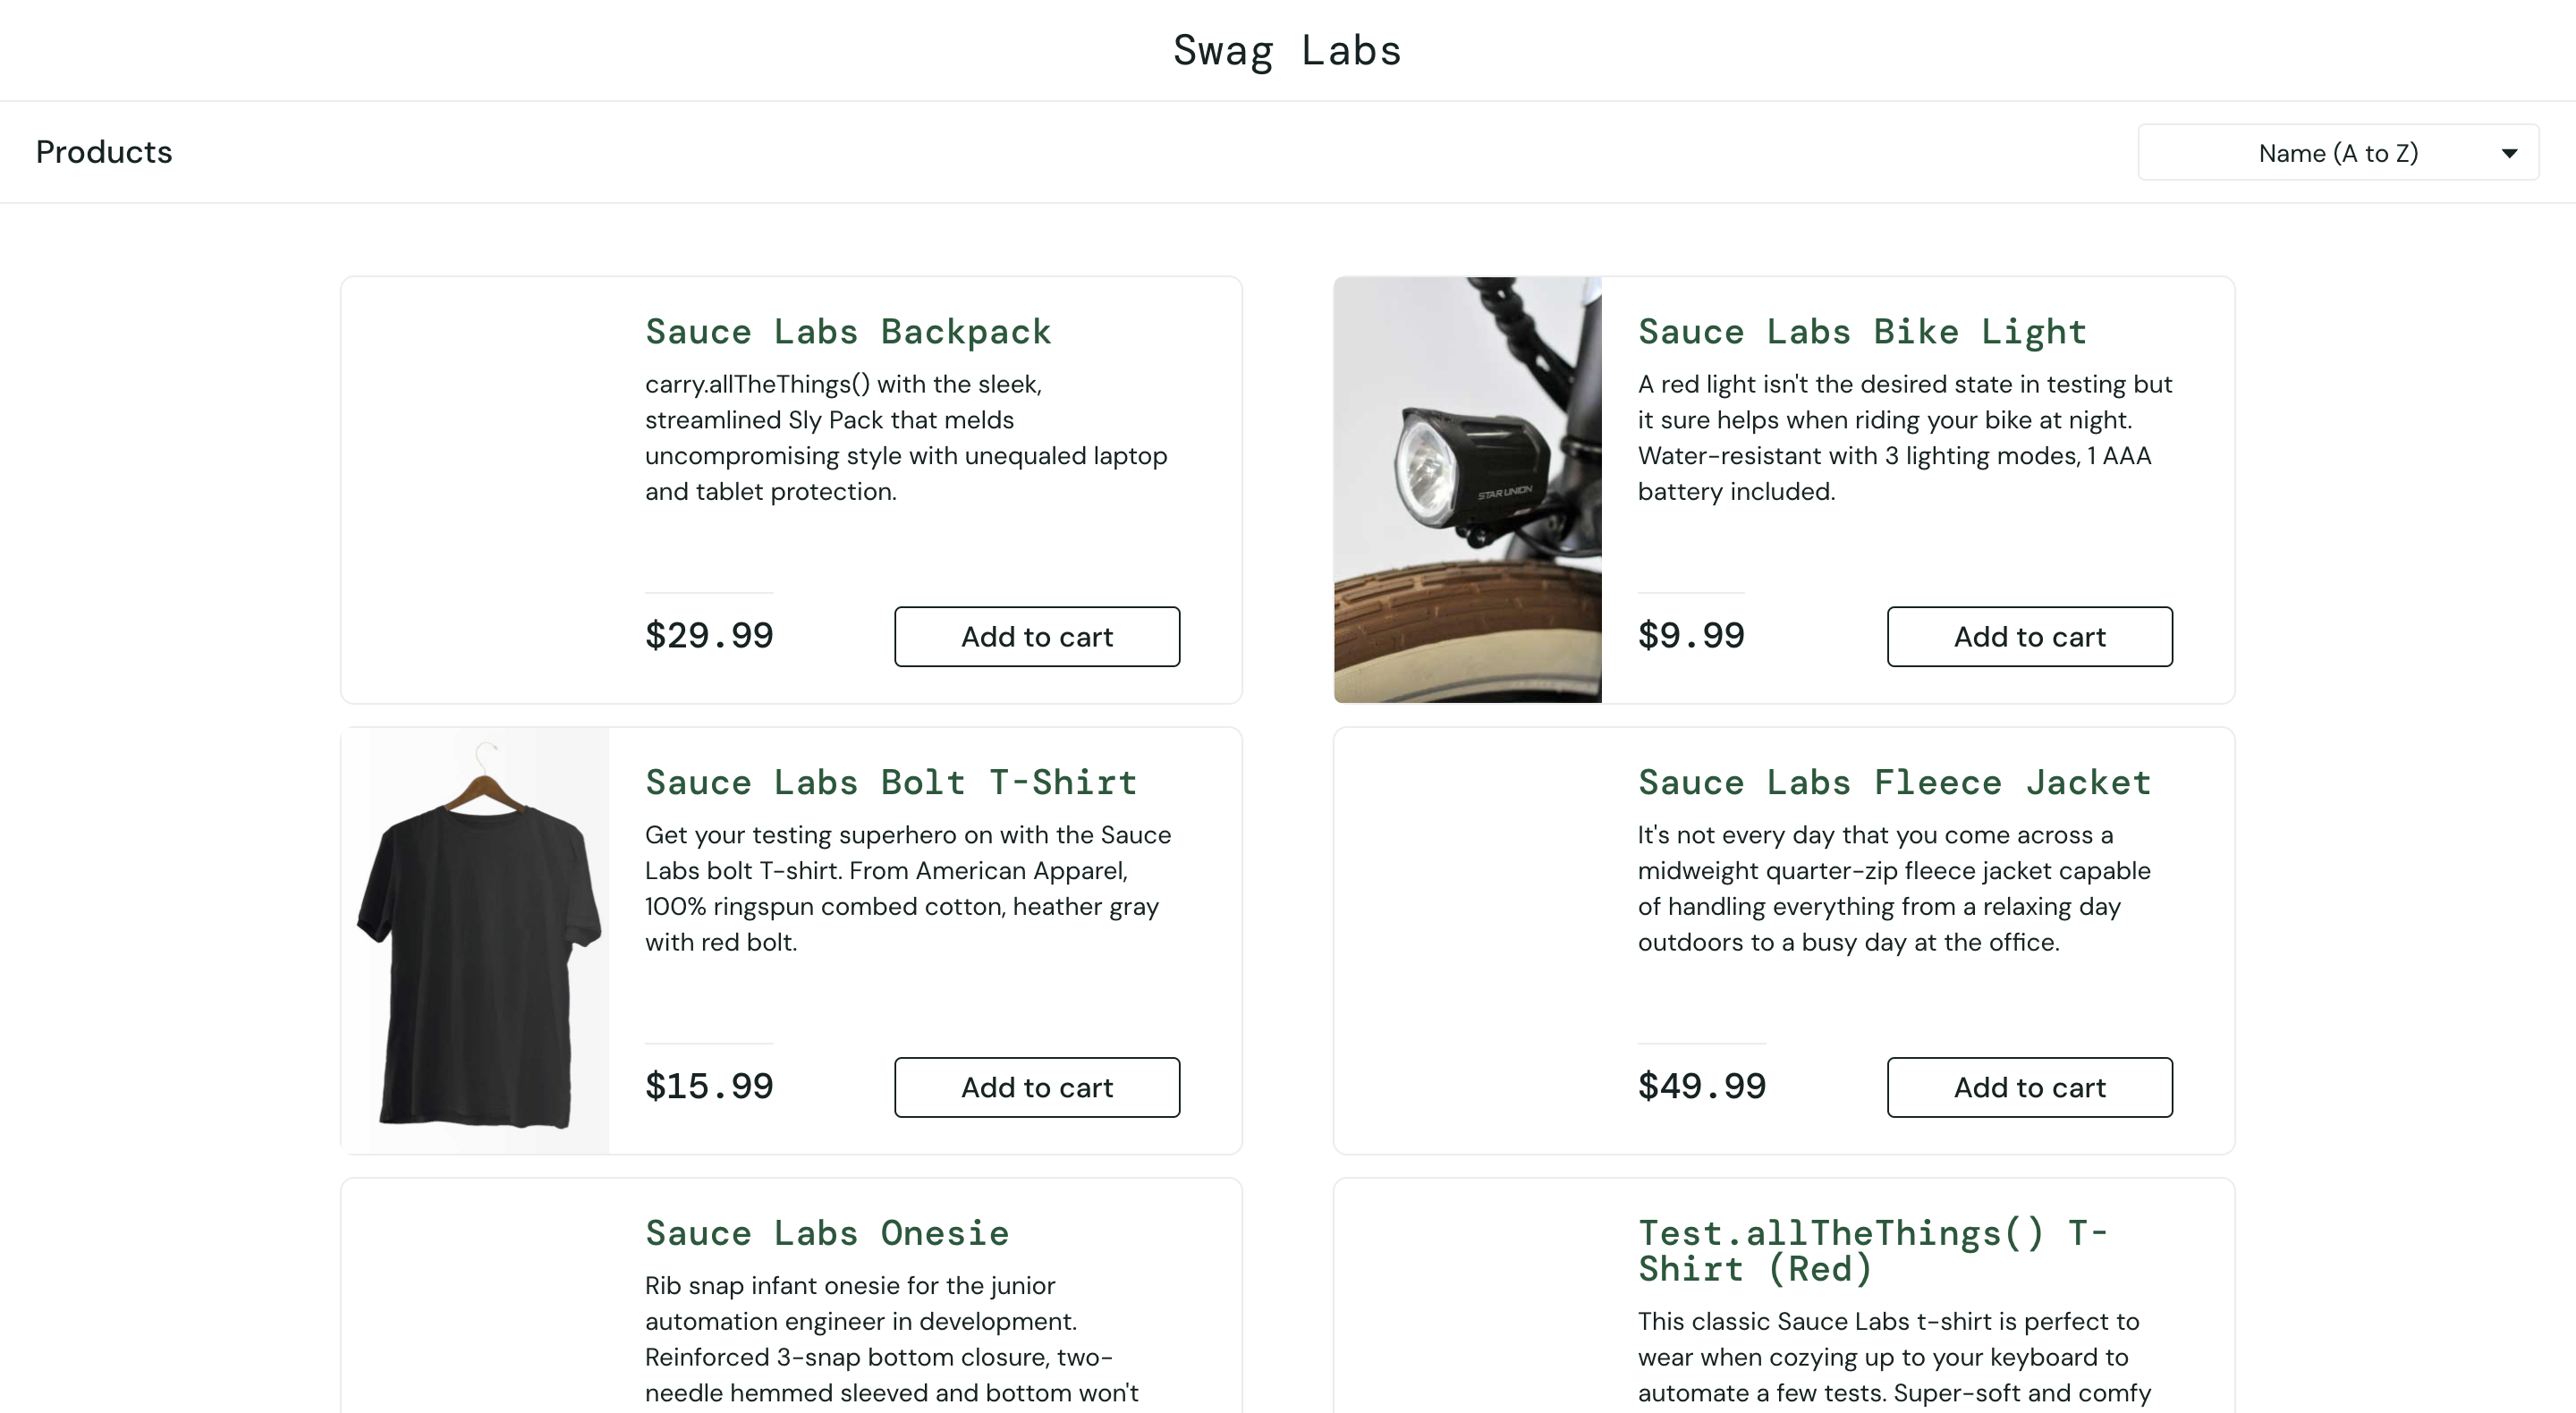 Swag Labs
Products
Name (A to Z)
Sauce Labs Backpack
carry.allTheThings() with the sleek,
streamlined Sly Pack that melds
uncompromising style with unequaled laptop
and tablet protection.
$29.99
Add to cart
Sauce Labs Bike Light
A red light isn't the desired state in testing but
it sure helps when riding your bike at night.
Water-resistant with 3 lighting modes, 1 AAA
battery included.
STAR UNION
$9.99
Add to cart
Sauce Labs Bolt T-Shirt
Get your testing superhero on with the Sauce
Labs bolt T-shirt. From American Apparel,
100% ringspun combed cotton, heather gray
with red bolt.
$15.99
Add to cart
Sauce Labs Fleece Jacket
It's not every day that you come across a
midweight quarter-zip fleece jacket capable
of handling everything from a relaxing day
outdoors to a busy day at the office.
$49.99
Add to cart
Sauce Labs Onesie
Rib snap infant onesie for the junior
automation engineer in development.
Reinforced 3-snap bottom closure, two-
needle hemmed sleeved and bottom won't
Test.allTheThings() T-
Shirt (Red)
This classic Sauce Labs t-shirt is perfect to
wear when cozying up to your keyboard to
automate a few tests. Super-soft and comfy